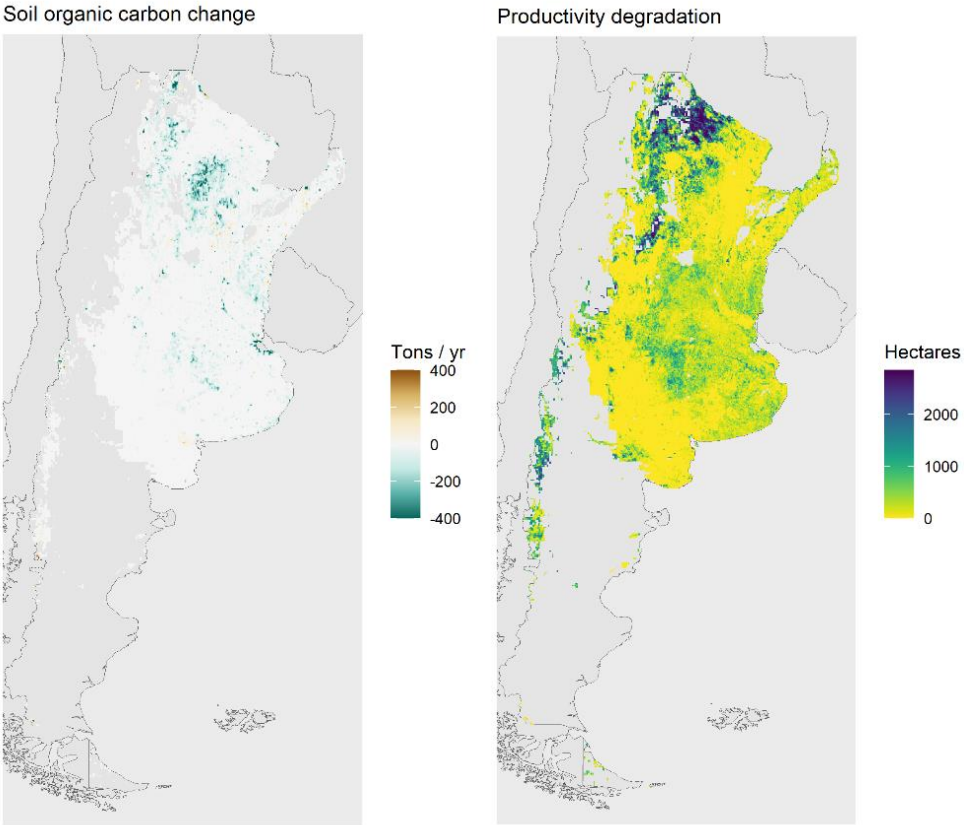 Soil organic carbon change
Productivity degradation
Tons / yr
400
200
0
-200
-400
Hectares
2000
1000
0